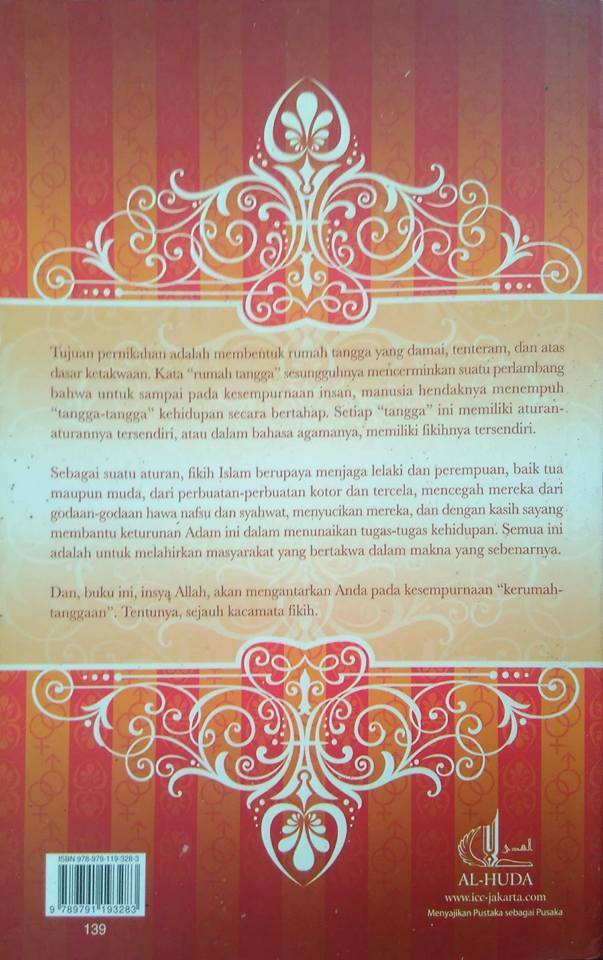 Tujuan pernikahan adalah membentuk rumah tangga yang damai, tenteram, dan atas
dasar ketakwaan. Kata “rumah tangga” sesungguhnya mencerminkan suatu perlambang
bahwa untuk sampai pada kesempurnaan insan, manusia hendaknya menempuh
“tangga-tangga” kehidupan secara bertahap. Setiap “tangga” ini memiliki aturan-
aturannya tersendiri, atau dalam bahasa agamanya, memiliki fikihnya tersendiri.
Sebagai suatu aturan, fikih Islam berupaya menjaga lelaki dan perempuan, baik tua
maupun muda, dari perbuatan-perbuatan kotor dan tercela, mencegah mereka dari
godaan-godaan hawa nafsu dan syahwat, menyucikan mereka, dan dengan kasih sayang
membantu keturunan Adam ini dalam menunaikan tugas-tugas kehidupan. Semua ini
adalah untuk melahirkan masyarakat yang bertakwa dalam makna yang sebenarnya.
Dan, buku ini, insya Allah, akan mengantarkan Anda pada kesempurnaan “kerumah-
tanggaan”. Tentunya, sejauh kacamata fikih.
ISBN 978-979-119-328-3
9 789791 193283
139
الهدى
AL-HUDA
www.icc-jakarta.com
Menyajikan Pustaka sebagai Pusaka